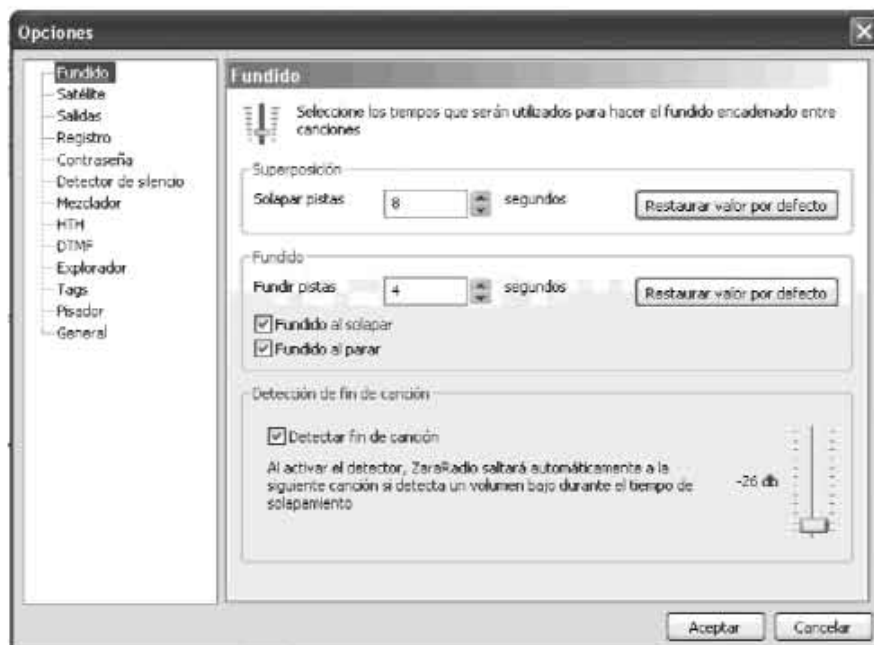 Opciones
Fundido
Satélite
Salidas
Registro
Contraseña
Detector de silencio
Mezclador
HTH
DTMF
Explorador
Tags
Pisador
General
Fundido
Seleccione los tiempos que serán utilizados para hacer el fundido encadenado entre
canciones
Superposición
Solapar pistas 8 segundos Restaurar valor por defecto
Fundido
Fundir pistas 4 segundos Restaurar valor por defecto
Fundido al solapar
Fundido al parar
Detección de fin de canción
Detectar fin de canción
Al activar el detector, ZaraRadio saltará automáticamente a la
siguiente canción si detecta un volumen bajo durante el tiempo de
solapamiento
-26 db
Aceptar Cancelar